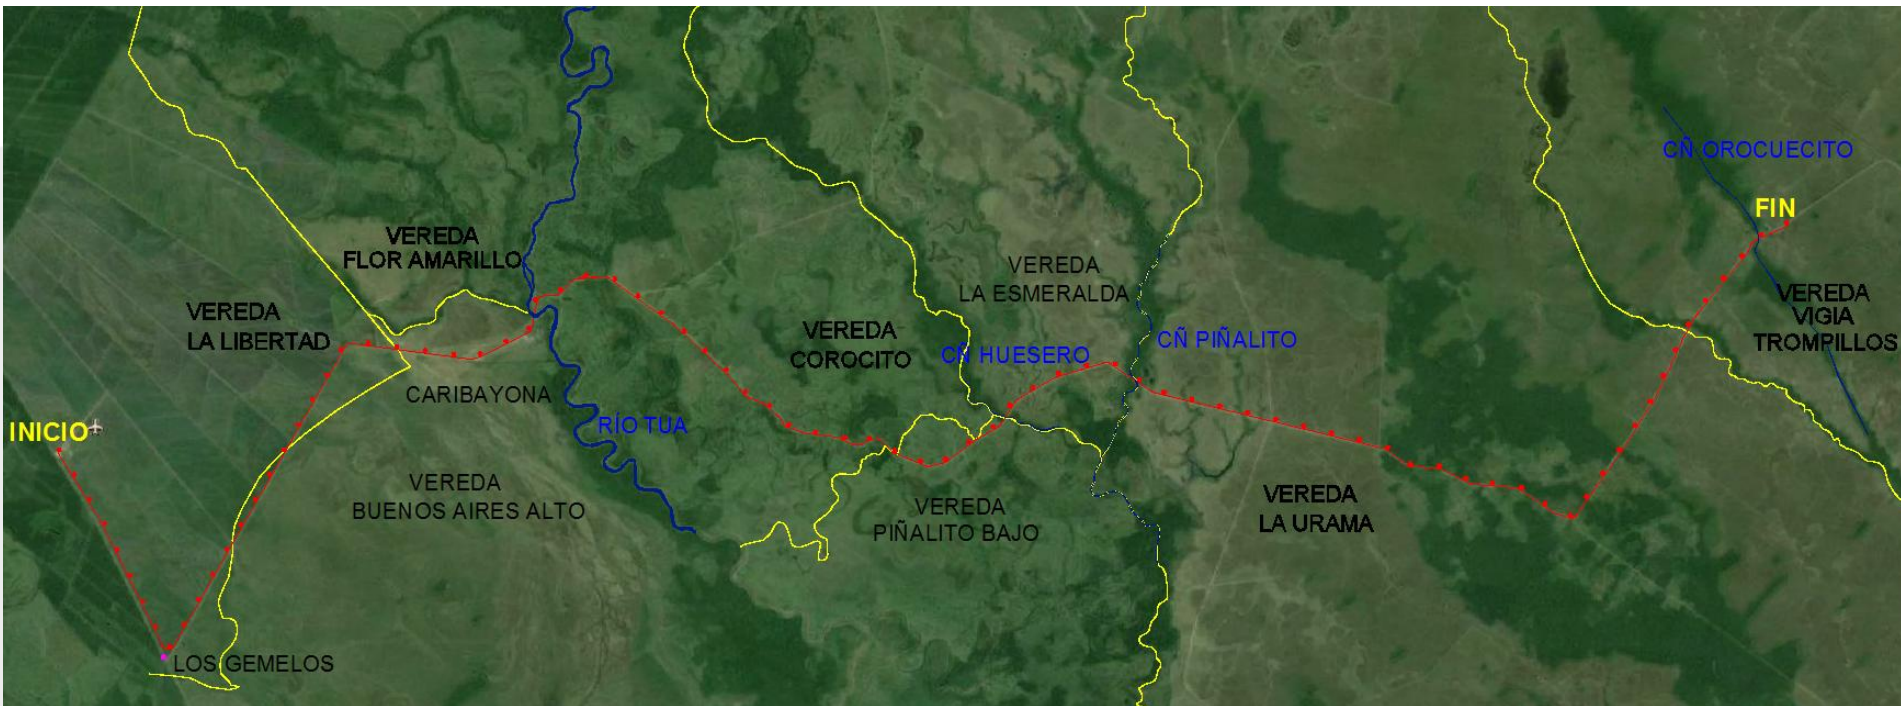 CÑ OROCUECITO
FIN
VEREDA
FLOR AMARILLO
VEREDA
LA ESMERALDA
VEREDA
VIGIA
TROMPILLOS
VEREDA
LA LIBERTAD
VEREDA
COROCITO
CÑ HUESERO
CÑ PIÑALITO
CARIBAYONA
RÍO TUA
INICIO
VEREDA
BUENOS AIRES ALTO
VEREDA
PIÑALITO BAJO
VEREDA
LA URAMA
LOS GEMELOS